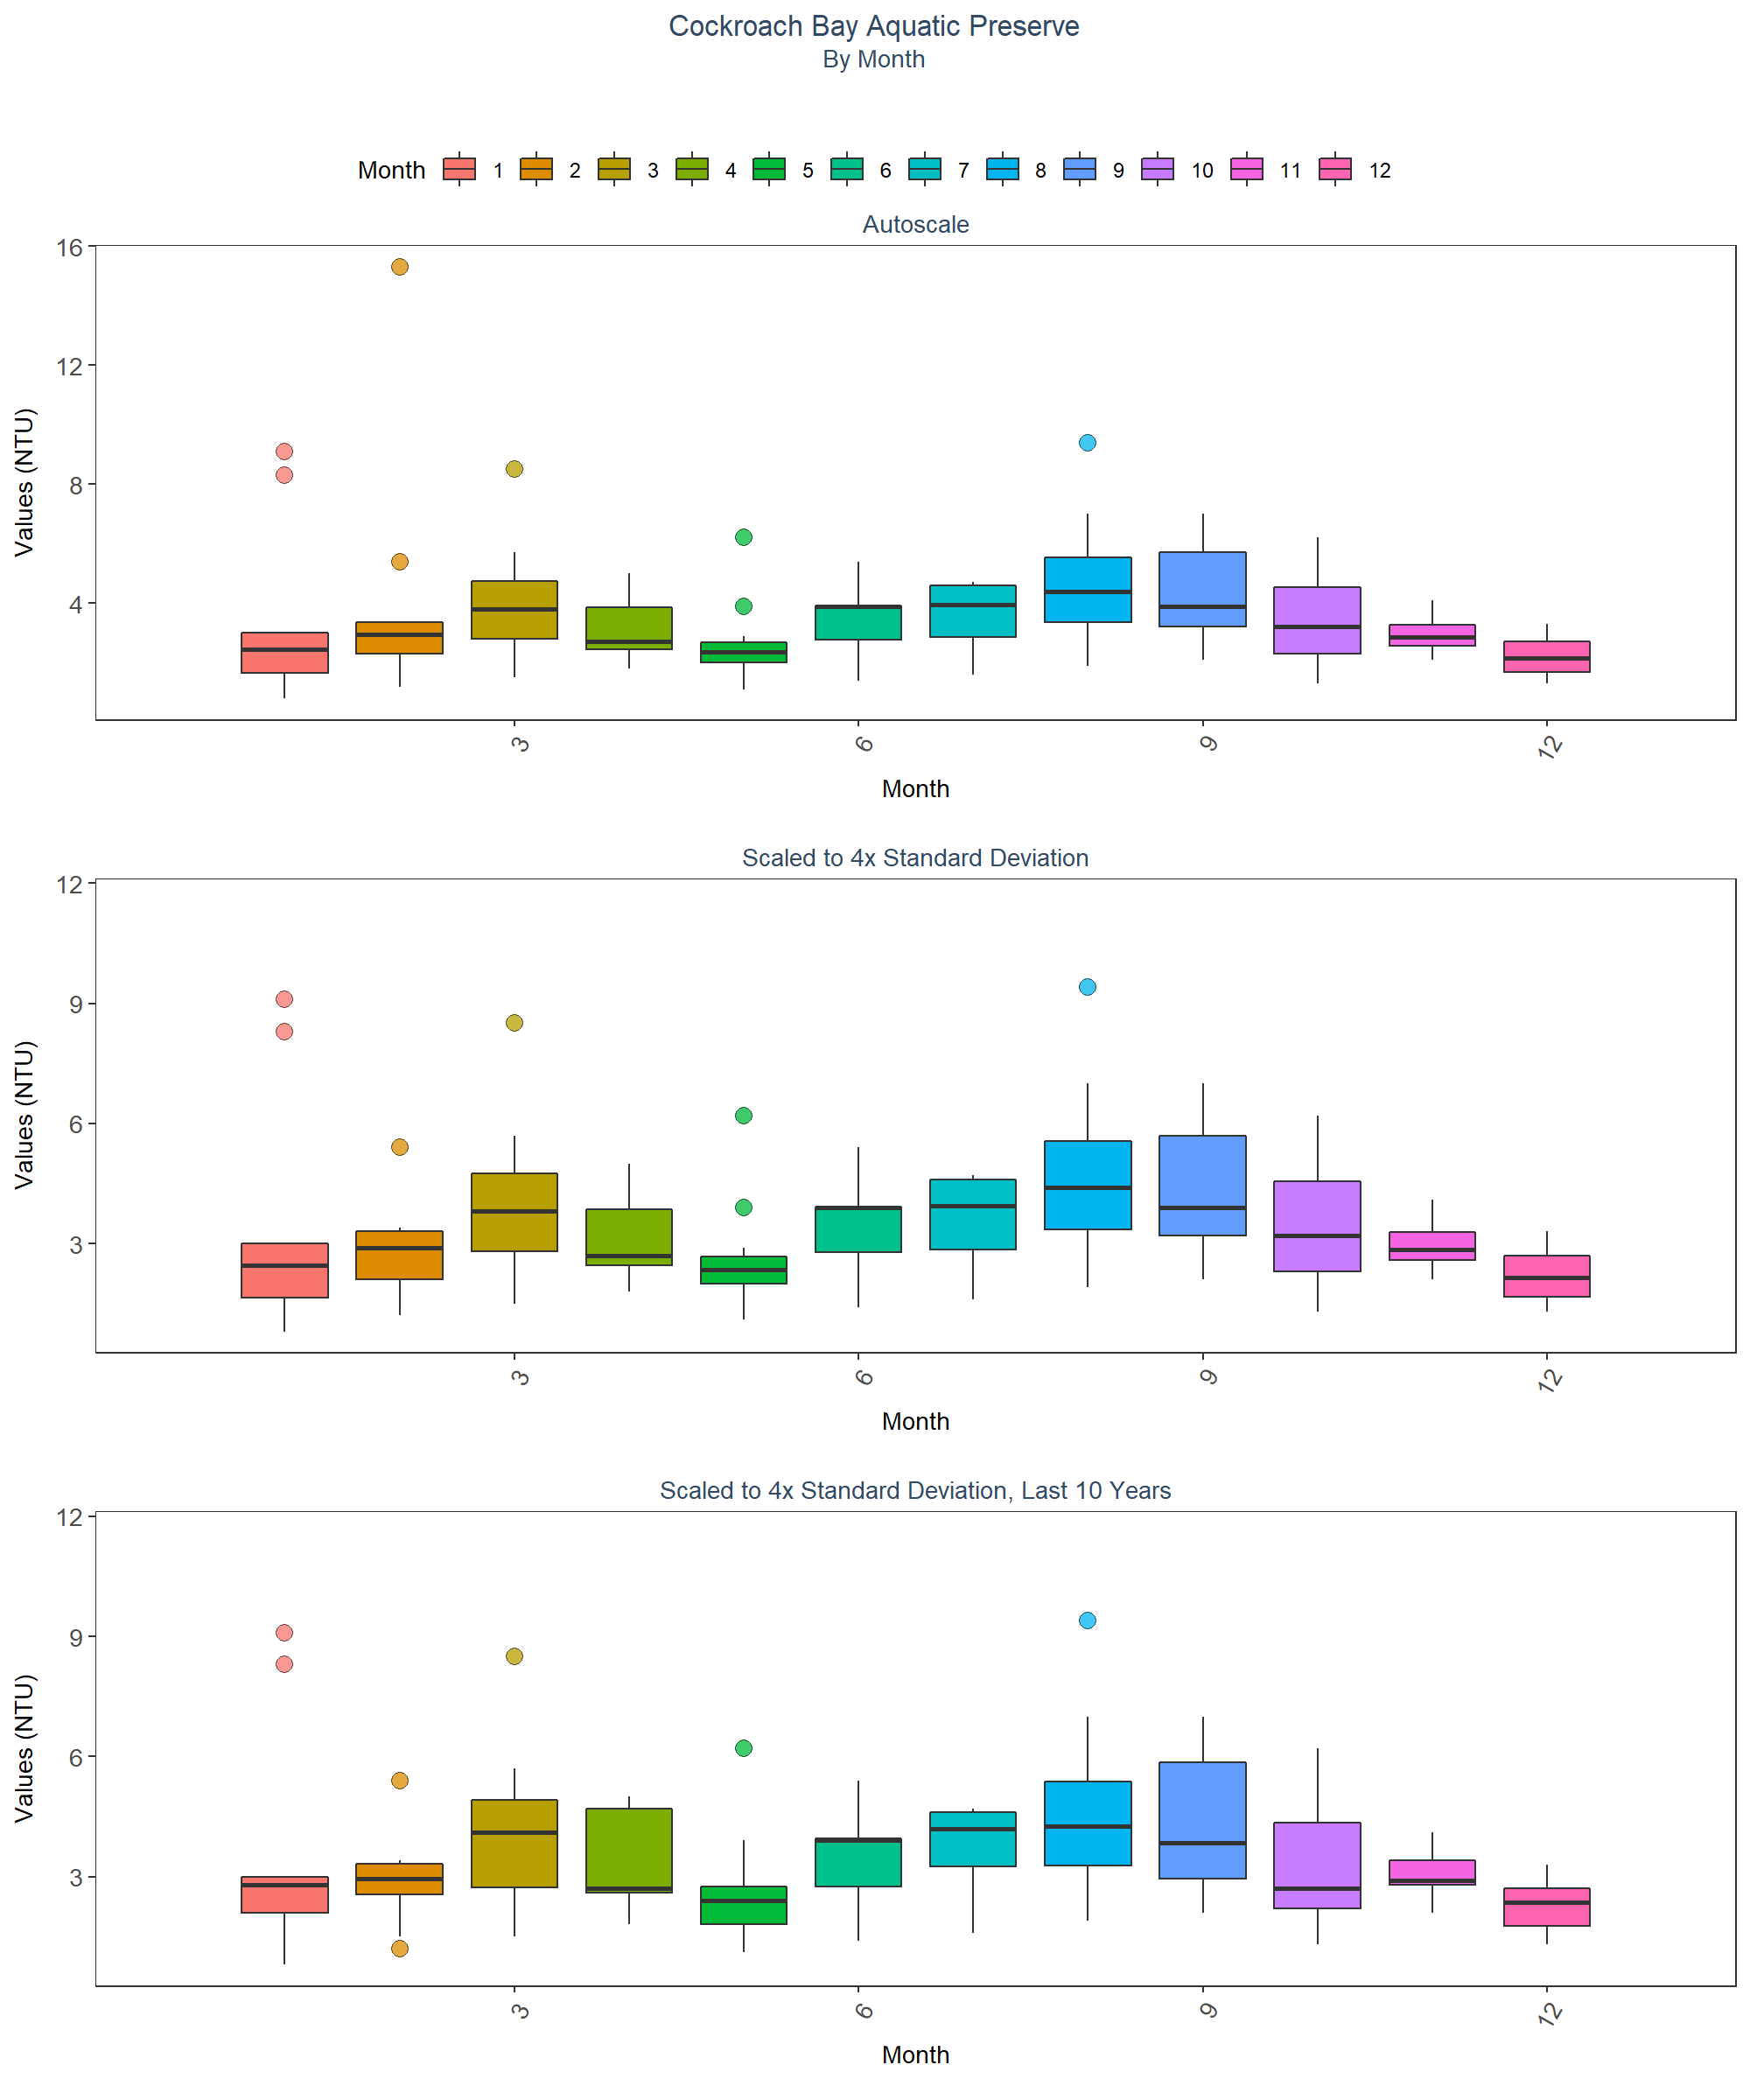 Cockroach Bay Aquatic Preserve
By Month
Month 1 2 3 4 5 6 7 8 9 10 11 12
Autoscale
16
12
8
4
Values (NTU)
3 6 9 12
Month
Scaled to 4x Standard Deviation
12
9
6
3
Values (NTU)
3 6 9 12
Month
Scaled to 4x Standard Deviation, Last 10 Years
12
9
6
3
Values (NTU)
3 6 9 12
Month